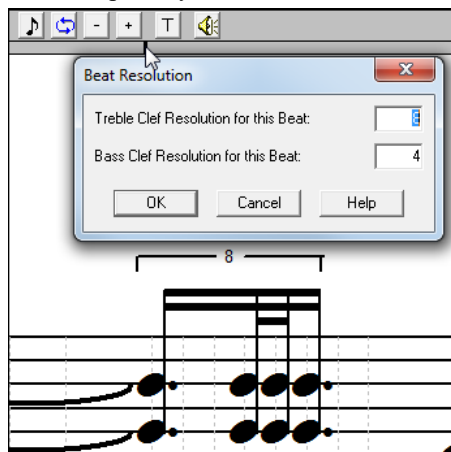 - + T
Beat Resolution
Treble Clef Resolution for this Beat: 8
Bass Clef Resolution for this Beat: 4
OK Cancel Help
8